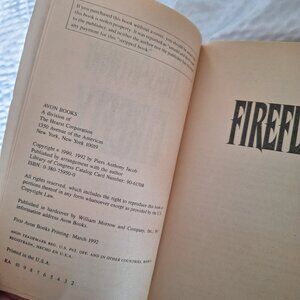 If you purchased this book without a cover, you should be aware that
this book is stolen property. It was reported as "unsold and destroyed"
to the publisher, and neither the author nor the publisher has received
any payment for this "stripped book."
AVON BOOKS
A division of
The Hearst Corporation
1350 Avenue of the Americas
New York, New York 10019
Copyright © 1990, 1992 by Piers Anthony Jacob
Published by arrangement with the author
Library of Congress Catalog Card Number: 90-61708
ISBN: 0-380-75950-0
All rights reserved, which includes the right to reproduce this book or
portions thereof in any form whatsoever except as provided by the U.S.
Copyright Law.
Published in hardcover by William Morrow and Company, Inc.; for
information address Avon Books.
First Avon Books Printing: March 1992
AVON TRADEMARK REG. U.S. PAT. OFF. AND IN OTHER COUNTRIES, MARCA
REGISTRADA, HECHO EN U.S.A.
Printed in the U.S.A.
RA 10 9 8 7 6 5 4 3 2
FIREFL